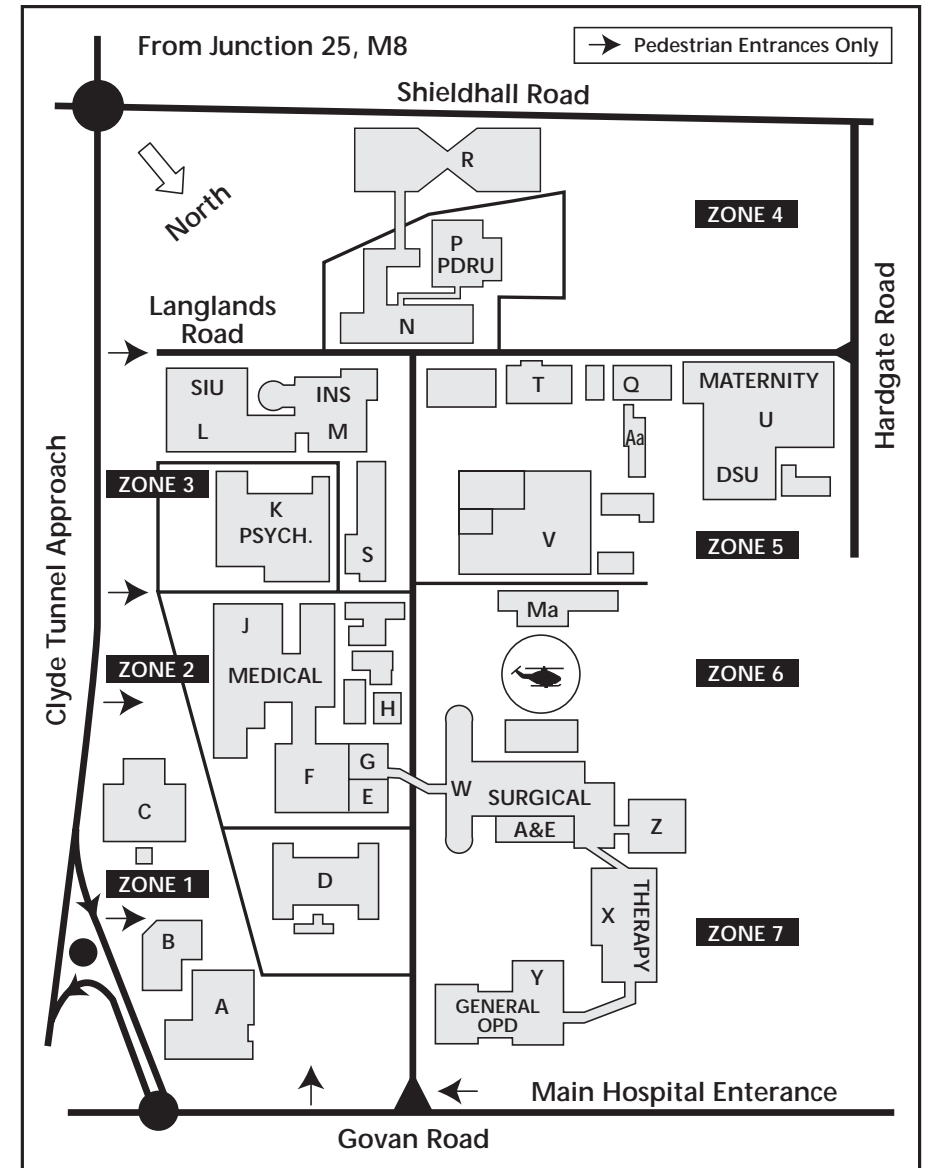 From Junction 25, M8
Pedestrian Entrances Only
Shieldhall Road
North
R
ZONE 4
P
PDRU
Hardgate Road
Langlands
Road
N
SIU
INS
L
M
T
Q
MATERNITY
U
Aa
DSU
Clyde Tunnel Approach
ZONE 3
K
PSYCH.
S
V
ZONE 5
Ma
J
MEDICAL
ZONE 2
H
ZONE 6
G
F
E
W
SURGICAL
A&E
Z
C
D
ZONE 1
X
THERAPY
B
ZONE 7
A
Y
GENERAL
OPD
Main Hospital Enterance
Govan Road